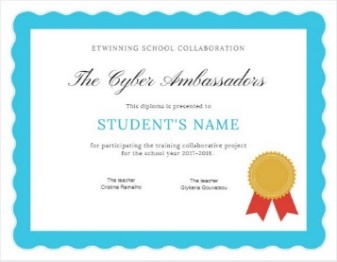 ETWINNING SCHOOL COLLABORATION
The Cyber Ambassadors
This diploma is presented to
STUDENT'S NAME
for participating the training collaborative project
for the school year 2017-2018.
The teacher
Cristina Ramalho
The teacher
Glykeria Gouvatsou